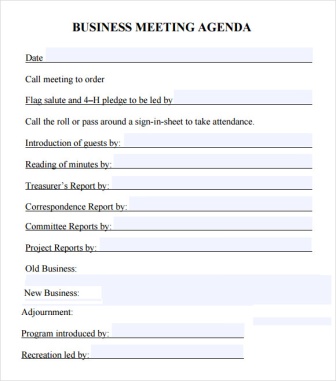 BUSINESS MEETING AGENDA
Date
Call meeting to order
Flag salute and 4–H pledge to be led by
Call the roll or pass around a sign-in-sheet to take attendance.
Introduction of guests by:
Reading of minutes by:
Treasurer's Report by:
Correspondence Report by:
Committee Reports by:
Project Reports by:
Old Business:
New Business:
Adjournment:
Program introduced by:
Recreation led by: